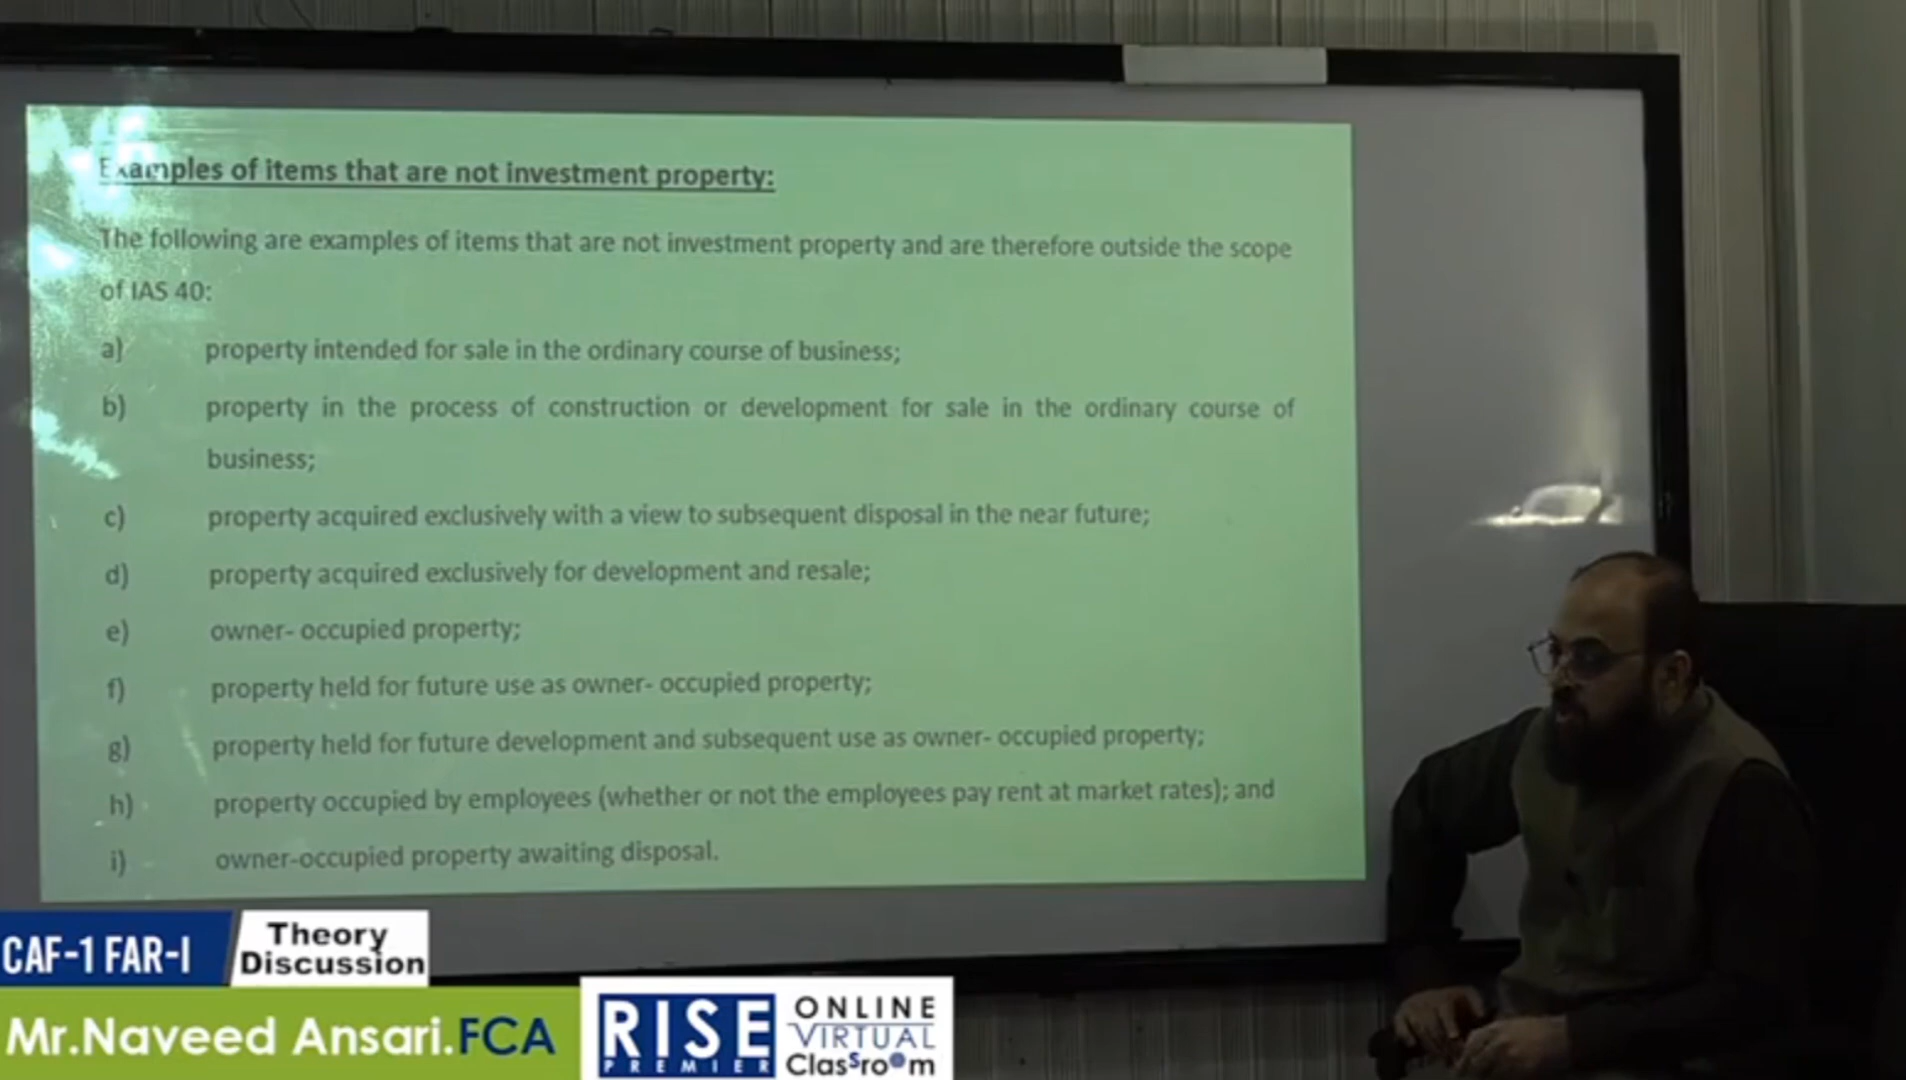 Examples of items that are not investment property:
The following are examples of items that are not investment property and are therefore outside the scope
of IAS 40:
a) property intended for sale in the ordinary course of business;
b) property in the process of construction or development for sale in the ordinary course of
business;
c) property acquired exclusively with a view to subsequent disposal in the near future;
d) property acquired exclusively for development and resale;
e) owner- occupied property;
f) property held for future use as owner- occupied property;
g) property held for future development and subsequent use as owner- occupied property;
h) property occupied by employees (whether or not the employees pay rent at market rates); and
i) owner-occupied property awaiting disposal.
CAF-1 FAR-I
Theory
Discussion
Mr.Naveed Ansari.FCA
RISE
PREMIER
ONLINE
VIRTUAL
ClasSroom